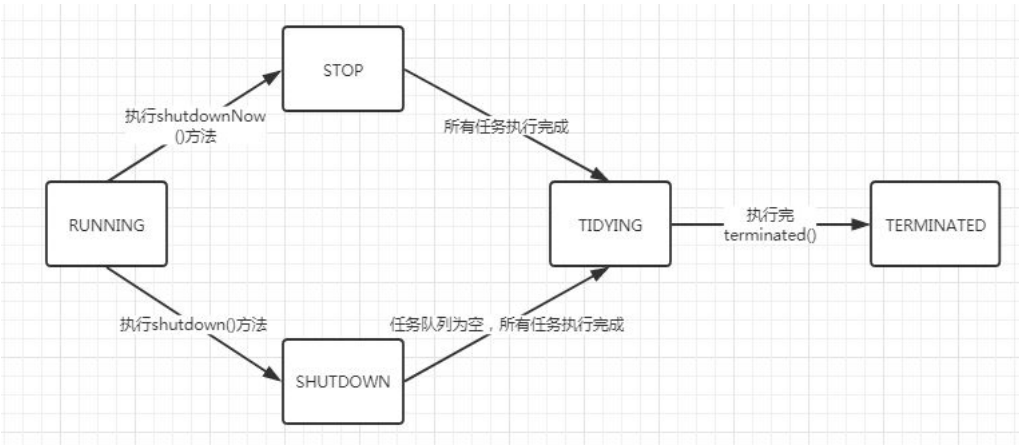 STOP
执行shutdownNow
()方法
所有任务执行完成
RUNNING
TIDYING
执行完
terminated()
TERMINATED
执行shutdown()方法
任务队列为空，所有任务执行完成
SHUTDOWN